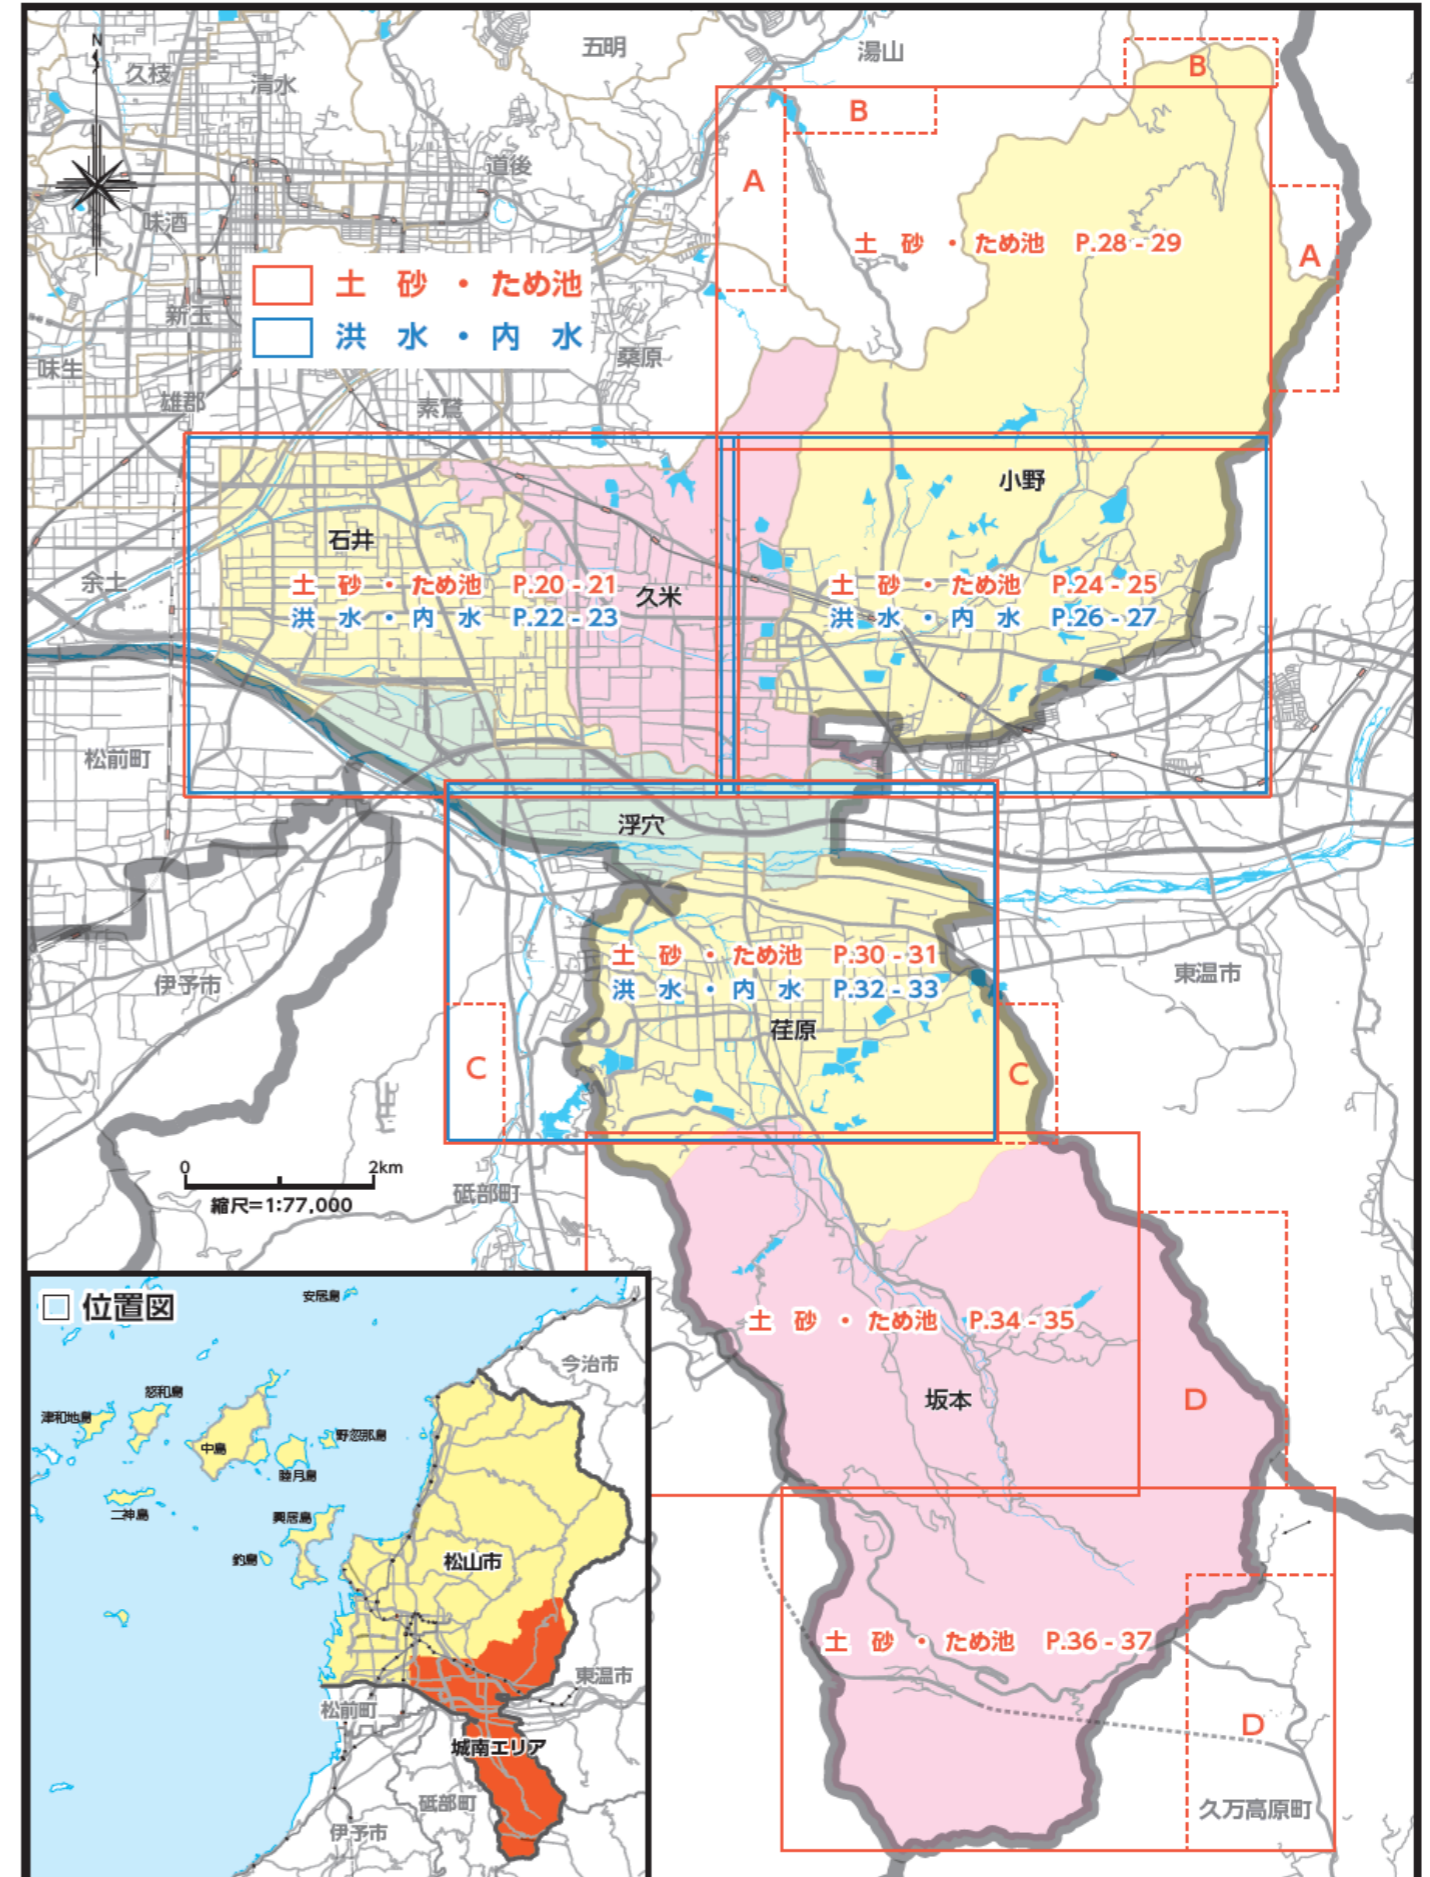 N
久枝
清水
五明
湯山
B
B
A
道後
味酒
A
土 砂 ・ ため池 P.28 - 29
土 砂 ・ ため池
洪 水 ・ 内 水
新玉
味生
桑原
雄郡
素鵞
小野
石井
余土
土 砂 ・ ため池 P.20 - 21
洪 水 ・ 内 水 P.22 - 23
久米
土 砂 ・ ため池 P.24 - 25
洪 水 ・ 内 水 P.26 - 27
松前町
浮穴
伊予市
土 砂 ・ ため池 P.30 - 31
洪 水 ・ 内 水 P.32 - 33
東温市
荏原
C
C
0 2km
縮尺=1:77,000
砥部町
土 砂 ・ ため池 P.34 - 35
坂本
D
土 砂 ・ ため池 P.36 - 37
D
久万高原町
□ 位置図
安居島
今治市
怒和島
津和地島
中島
野忽那島
睦月島
二神島
興居島
釣島
松山市
東温市
松前町
城南エリア
砥部町
伊予市